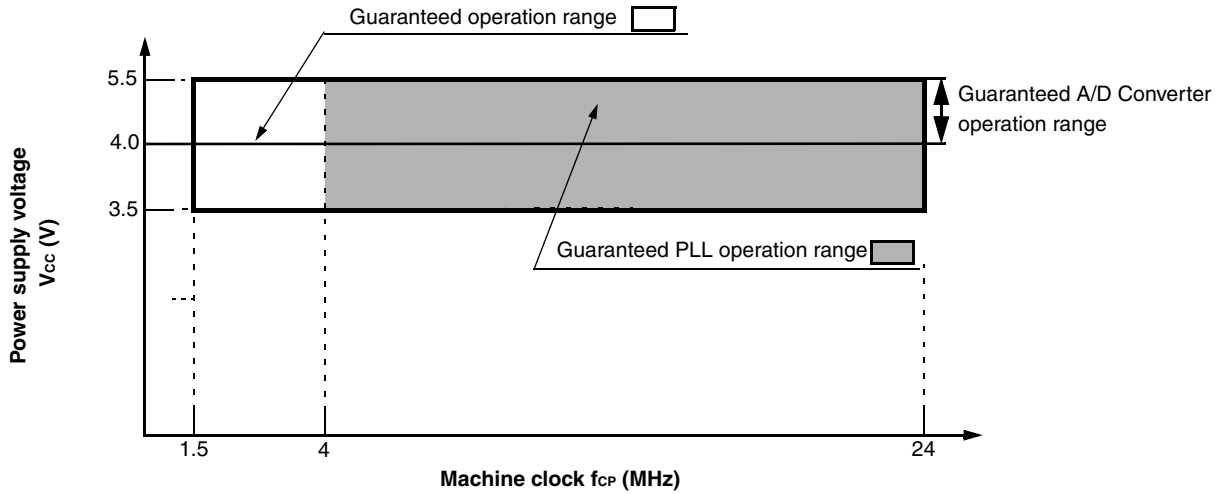 Guaranteed operation range
5.5
Guaranteed A/D Converter
operation range
4.0
3.5
Power supply voltage
VCC (V)
Guaranteed PLL operation range
1.5
4
24
Machine clock fCP (MHz)